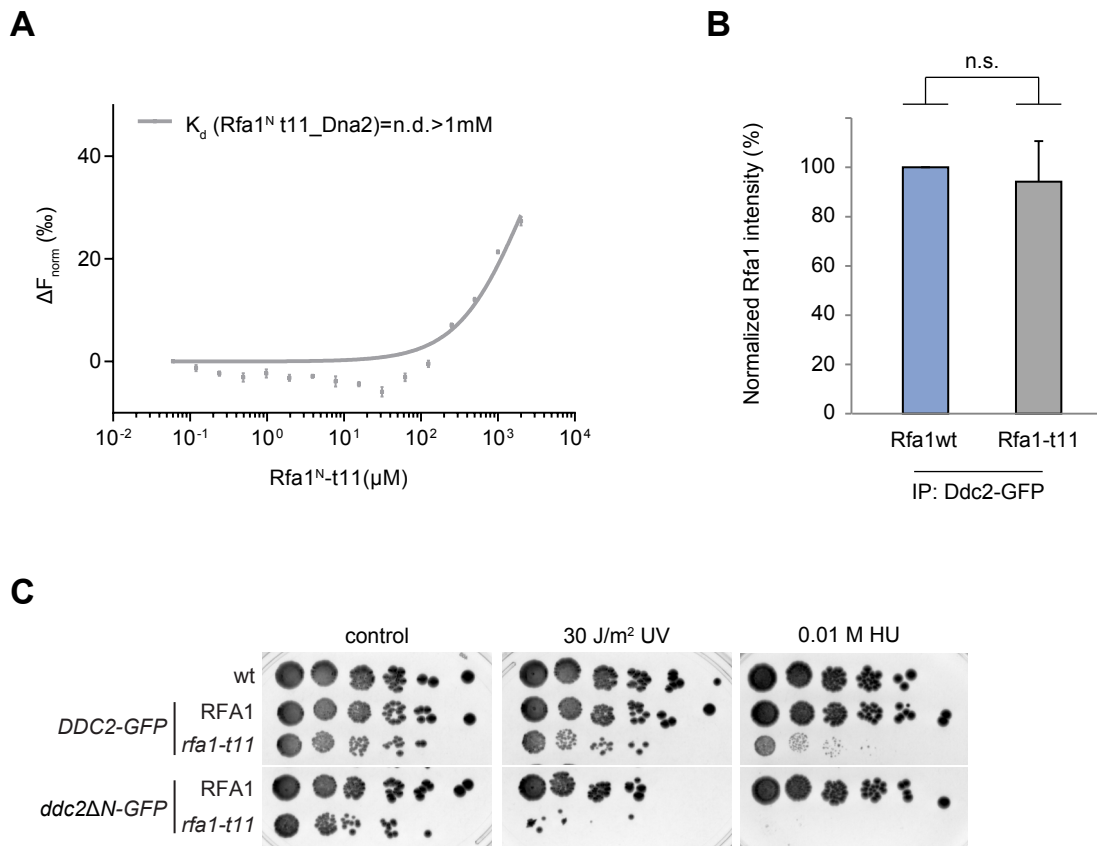 A
K_d (Rfa1^N t11_Dna2)=n.d.>1mM
40
20
0
ΔF_norm (‰)
10^-2 10^-1 10^0 10^1 10^2 10^3 10^4
Rfa1^N-t11(µM)
B
n.s.
100
80
60
40
20
0
Normalized Rfa1 intensity (%)
Rfa1wt Rfa1-t11
IP: Ddc2-GFP
C
control 30 J/m² UV 0.01 M HU
wt
DDC2-GFP
RFA1
rfa1-t11
ddc2ΔN-GFP
RFA1
rfa1-t11